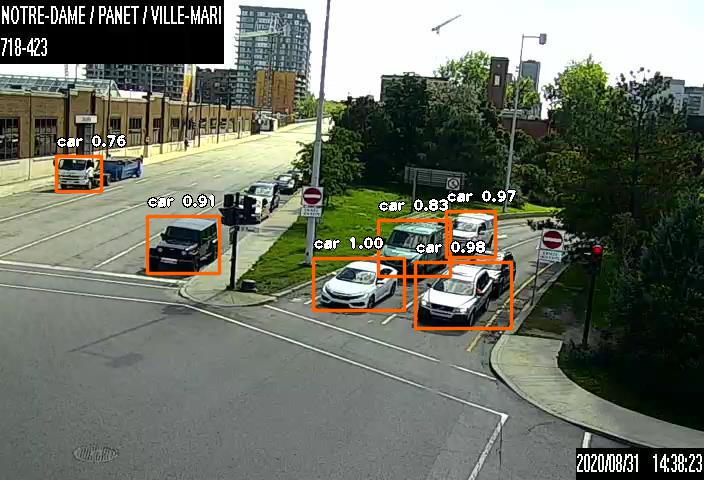 NOTRE-DAME / PANET / VILLE-MARI
718-423
car 0.76
car 0.91
car 0.97
car 0.83
car 1.00
car 0.98
2020/08/31 14:38:23